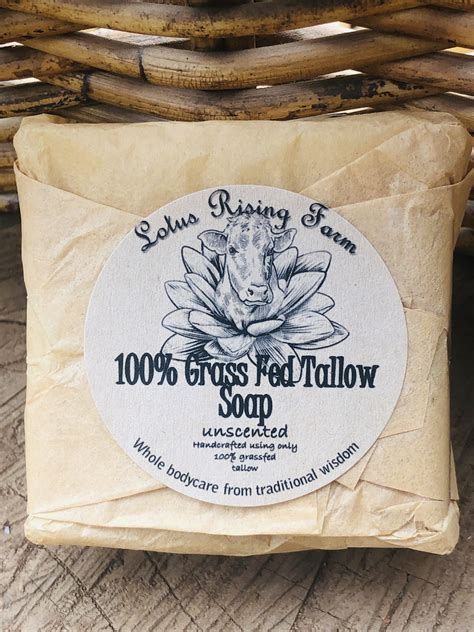 Lotus Rising Farm
100% Grass Fed Tallow
Soap
unscented
Handcrafted using only
100% grassfed
tallow
Whole bodycare from traditional wisdom